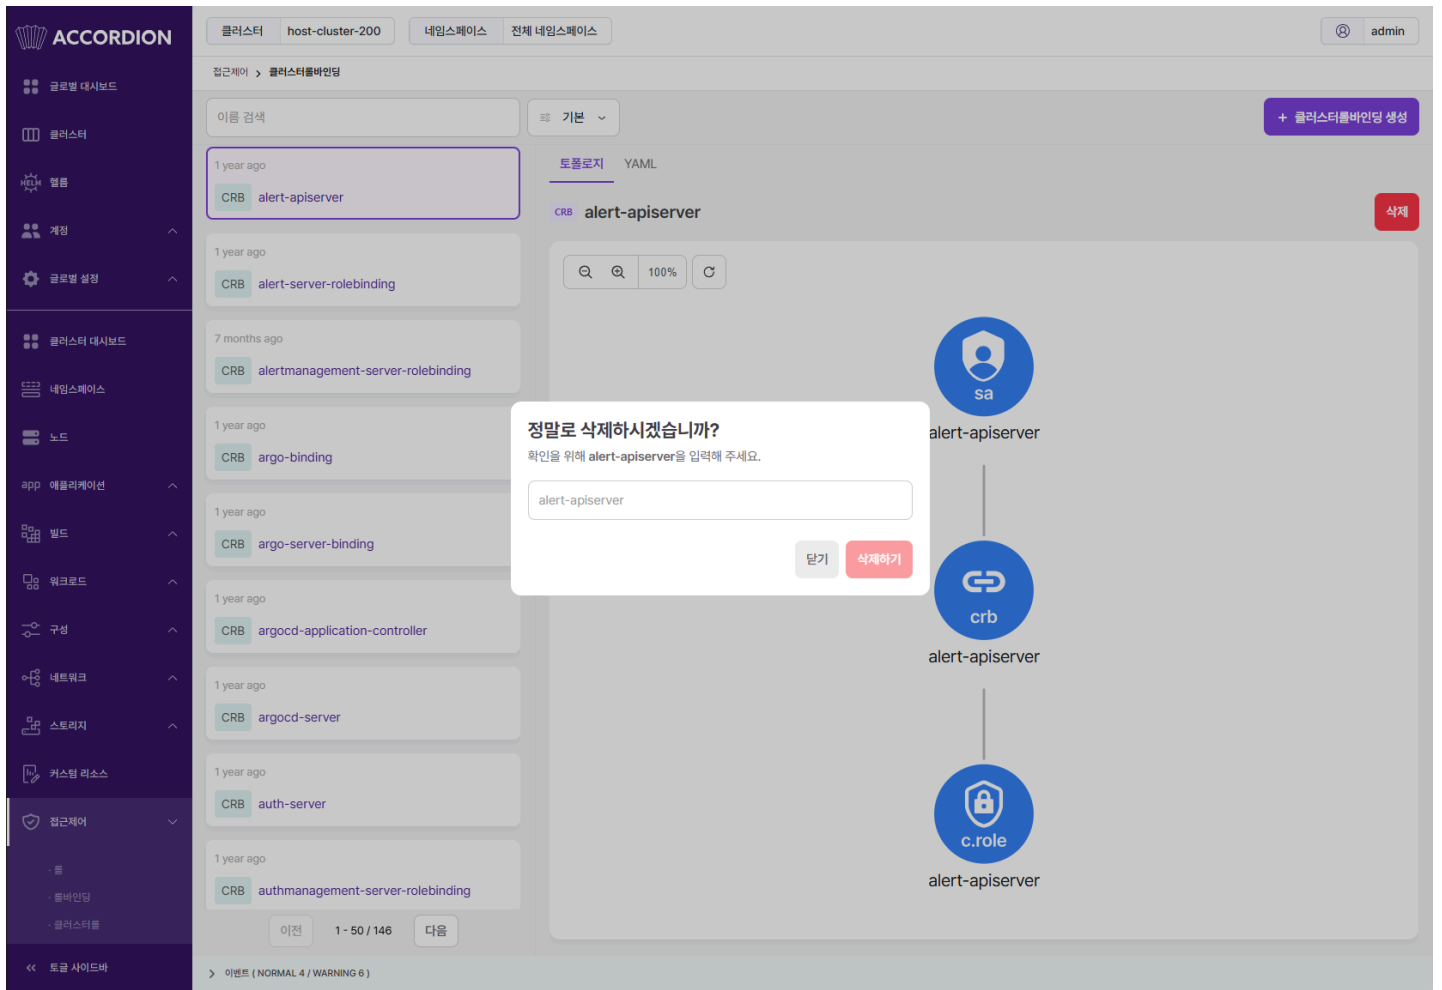 ACCORDION
글로벌 대시보드
클러스터
HELM 헬름
계정
글로벌 설정
클러스터 대시보드
네임스페이스
노드
app 애플리케이션
빌드
워크로드
구성
네트워크
스토리지
커스텀 리소스
접근제어
- 롤
- 롤바인딩
- 클러스터롤
토글 사이드바
클러스터 host-cluster-200 네임스페이스 전체 네임스페이스 admin
접근제어 클러스터롤바인딩
이름 검색 기본 + 클러스터롤바인딩 생성
1 year ago
CRB alert-apiserver
1 year ago
CRB alert-server-rolebinding
7 months ago
CRB alertmanagement-server-rolebinding
1 year ago
CRB argo-binding
1 year ago
CRB argo-server-binding
1 year ago
CRB argocd-application-controller
1 year ago
CRB argocd-server
1 year ago
CRB auth-server
1 year ago
CRB authmanagement-server-rolebinding
이전 1 - 50 / 146 다음
토폴로지 YAML
CRB alert-apiserver 삭제
100%
sa
alert-apiserver
crb
alert-apiserver
c.role
alert-apiserver
정말로 삭제하시겠습니까?
확인을 위해 alert-apiserver을 입력해 주세요.
alert-apiserver
닫기 삭제하기
이벤트 ( NORMAL 4 / WARNING 6 )